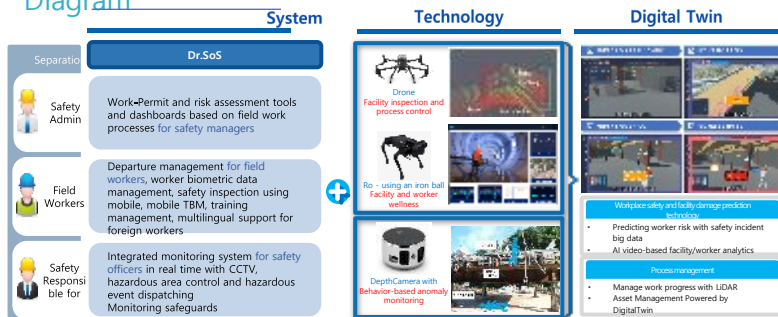 Diagram
System
Technology
Digital Twin
Separatio
Dr.SoS
Safety
Admin
Work-Permit and risk assessment tools
and dashboards based on field work
processes for safety managers
Field
Workers
Departure management for field
workers, worker biometric data
management, safety inspection using
mobile, mobile TBM, training
management, multilingual support for
foreign workers
Safety
Responsi
ble for
Integrated monitoring system for safety
officers in real time with CCTV,
hazardous area control and hazardous
event dispatching
Monitoring safeguards
Drone
Facility inspection and
process control
Ro - using an iron ball
Facility and worker
wellness
DepthCamera with
Behavior-based anomaly
monitoring
Workplace safety and facility damage prediction
technology
• Predicting worker risk with safety incident
big data
• AI video-based facility/worker analytics
Process management
• Manage work progress with LiDAR
• Asset Management Powered by
DigitalTwin